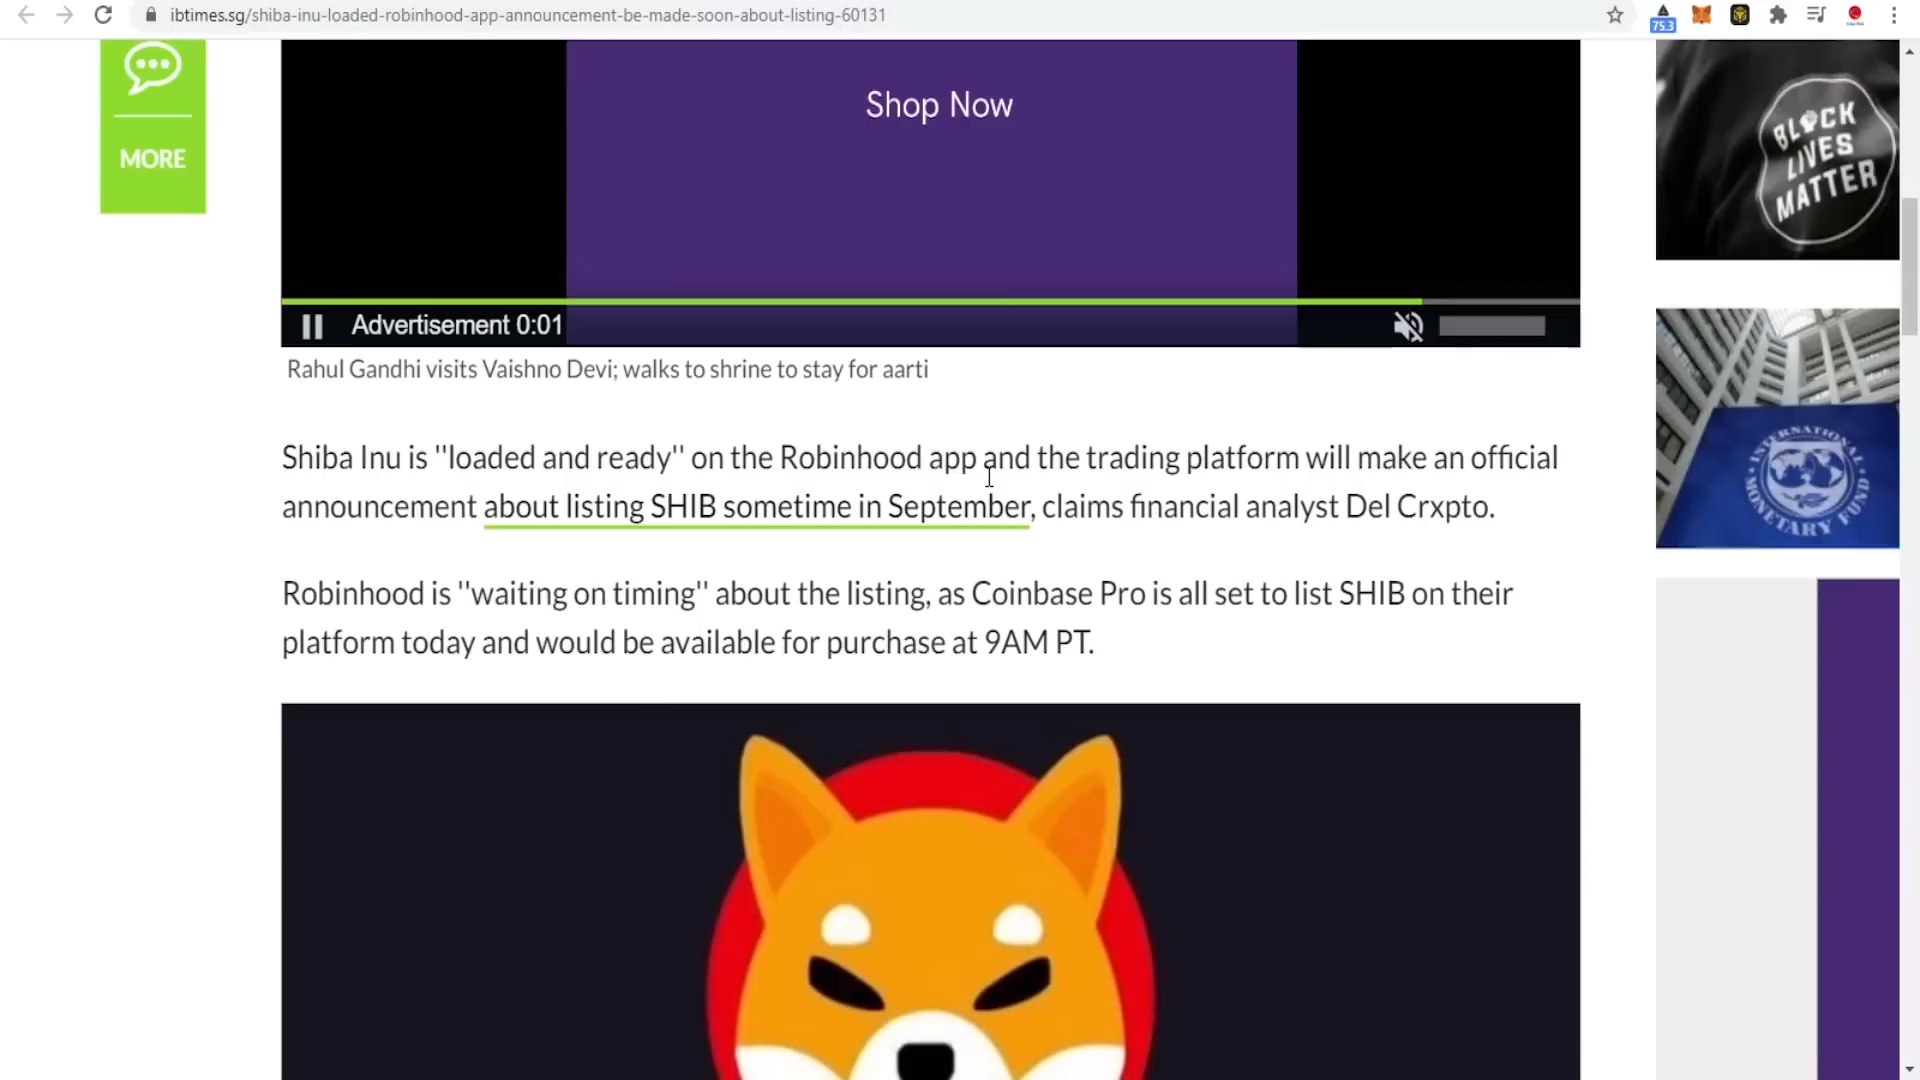 ibtimes.sg/shiba-inu-loaded-robinhood-app-announcement-be-made-soon-about-listing-60131
75.3
MORE
Shop Now
Advertisement 0:01
Rahul Gandhi visits Vaishno Devi; walks to shrine to stay for aarti
Shiba Inu is "loaded and ready" on the Robinhood app and the trading platform will make an official
announcement about listing SHIB sometime in September, claims financial analyst Del Crxpto.
Robinhood is "waiting on timing" about the listing, as Coinbase Pro is all set to list SHIB on their
platform today and would be available for purchase at 9AM PT.
BLACK
LIVES
MATTER
INTERNATIONAL
MONETARY FUND